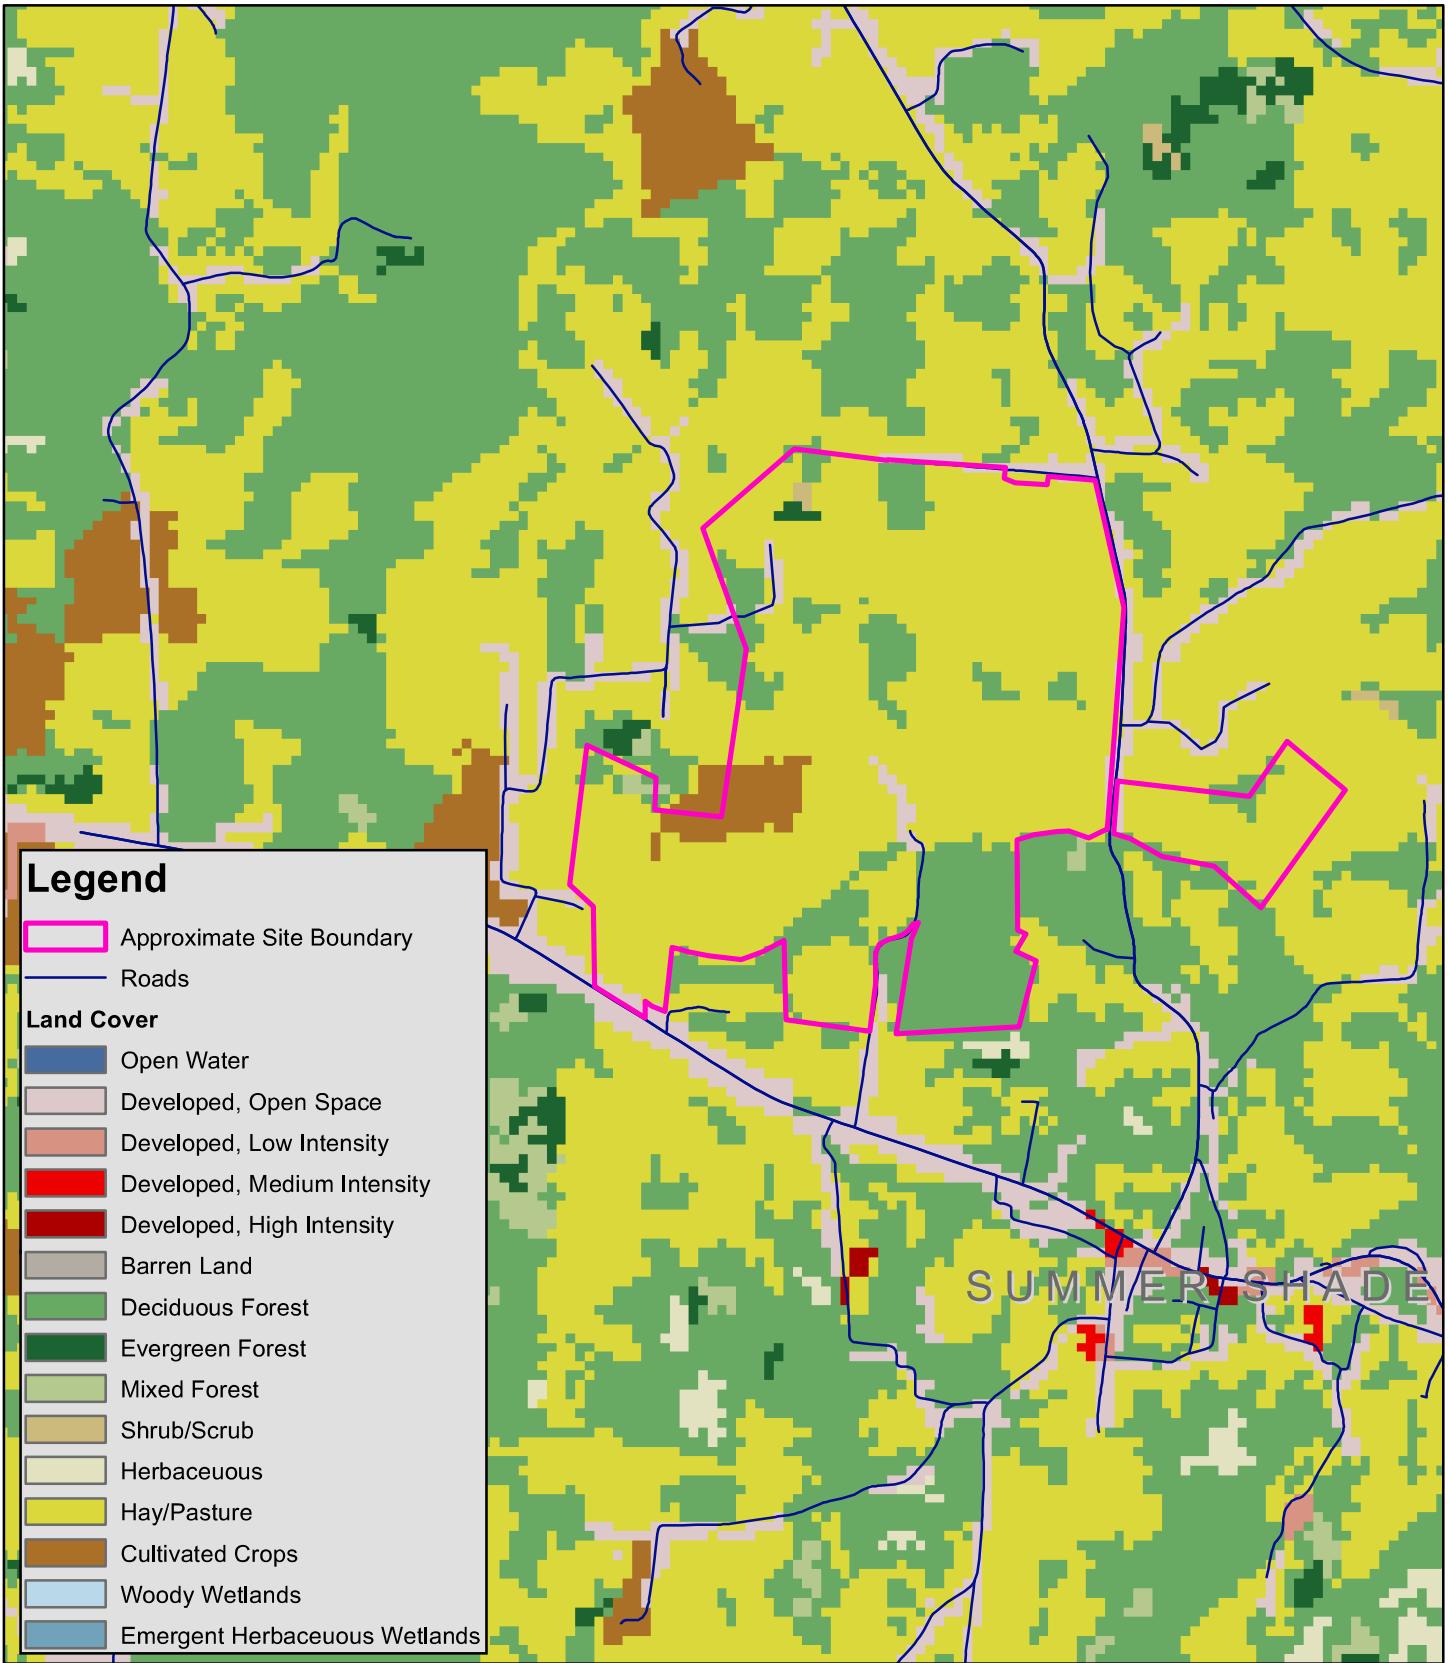 Legend
Approximate Site Boundary
Roads
Land Cover
Open Water
Developed, Open Space
Developed, Low Intensity
Developed, Medium Intensity
Developed, High Intensity
Barren Land
Deciduous Forest
Evergreen Forest
Mixed Forest
Shrub/Scrub
Herbaceuous
Hay/Pasture
Cultivated Crops
Woody Wetlands
Emergent Herbaceuous Wetlands
SUMMER SHADE